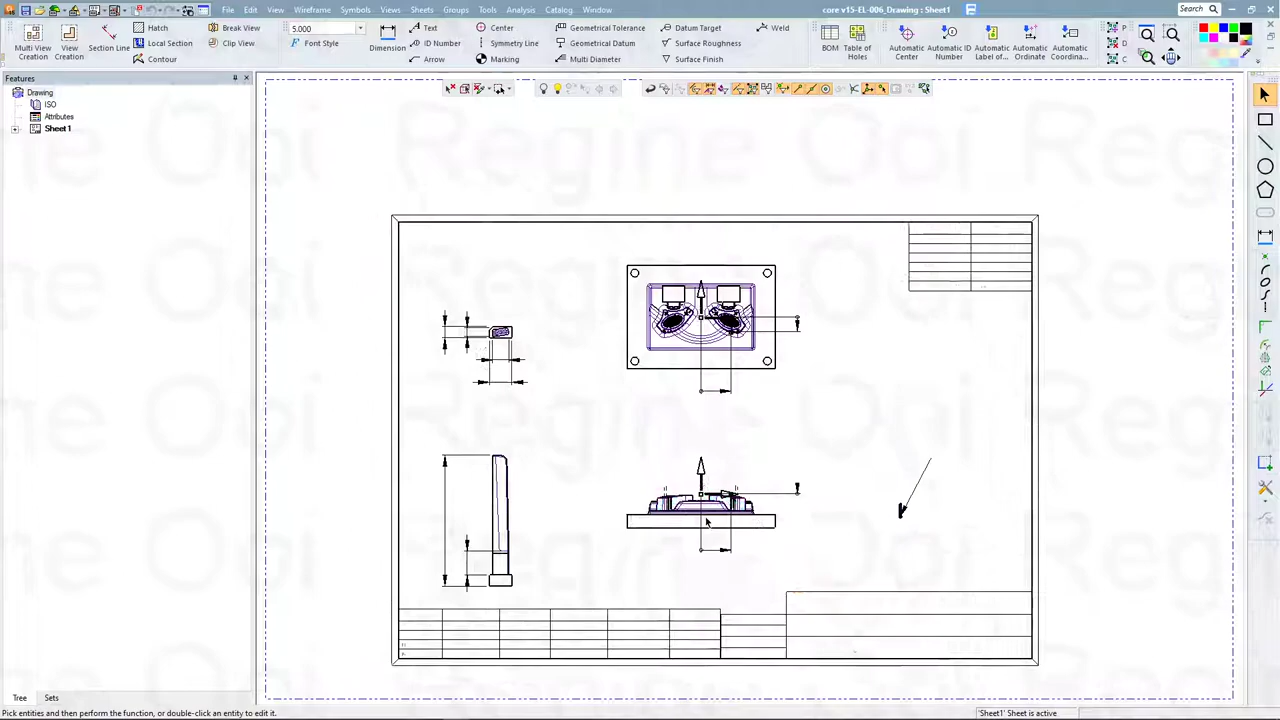 File Edit View Wireframe Symbols Views Sheets Groups Tools Analysis Catalog Window
core v15-EL-006_Drawing : Sheet1
Search
Multi View Creation
View Creation
Section Line
Hatch
Local Section
Contour
Break View
Clip View
5.000
Font Style
Dimension
Text
ID Number
Arrow
Center
Symmetry Line
Marking
Geometrical Tolerance
Geometrical Datum
Multi Diameter
Datum Target
Surface Roughness
Surface Finish
Weld
BOM
Table of Holes
Automatic Center
Automatic ID Number
Automatic Label of...
Automatic Ordinate
Automatic Coordina...
P
D
C
Features
Drawing
ISO
Attributes
Sheet1
Obi Regine Obi Reg
Tree Sets
Pick entities and then perform the function, or double-click an entity to edit it.
'Sheet1' Sheet is active